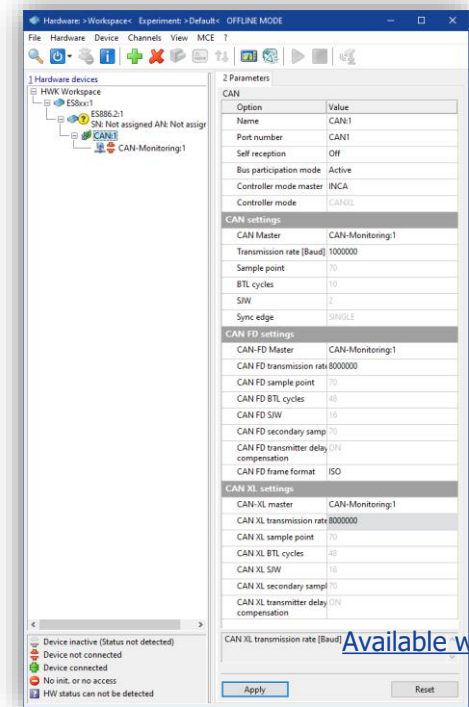 Hardware: >Workspace< Experiment: >Default< OFFLINE MODE
File Hardware Device Channels View MCE ?
1 Hardware devices
HWK Workspace
ES8xx:1
ES886.2:1
SN: Not assigned AN: Not assigr
CAN:1
CAN-Monitoring:1
Device inactive (Status not detected)
Device not connected
Device connected
No init. or no access
HW status can not be detected
2 Parameters
CAN
Option Value
Name CAN:1
Port number CAN1
Self reception Off
Bus participation mode Active
Controller mode master INCA
Controller mode CANXL
CAN settings
CAN Master CAN-Monitoring:1
Transmission rate [Baud] 1000000
Sample point 70
BTL cycles 10
SJW 2
Sync edge SINGLE
CAN FD settings
CAN-FD Master CAN-Monitoring:1
CAN FD transmission rate 8000000
CAN FD sample point 70
CAN FD BTL cycles 48
CAN FD SJW 16
CAN FD secondary samp 70
CAN FD transmitter delay ON
compensation
CAN FD frame format ISO
CAN XL settings
CAN-XL master CAN-Monitoring:1
CAN XL transmission rate 8000000
CAN XL sample point 70
CAN XL BTL cycles 48
CAN XL SJW 16
CAN XL secondary sampl 70
CAN XL transmitter delay ON
compensation
CAN XL transmission rate [Baud]
Available w
Apply Reset